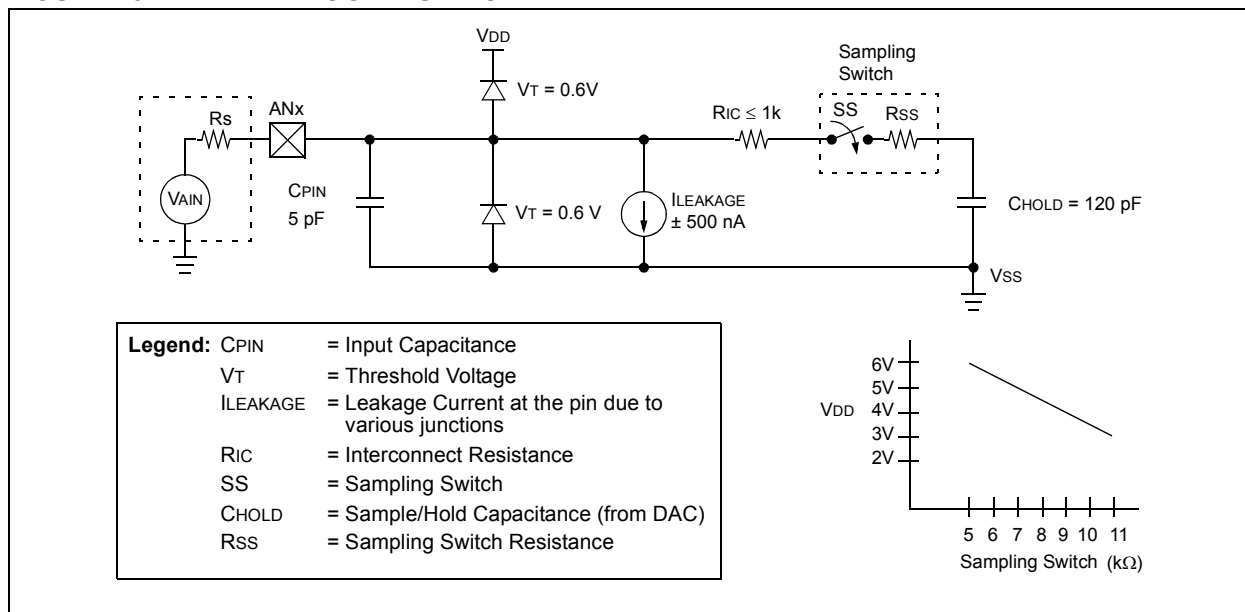 VDD
Sampling
Switch
VT = 0.6V
ANx
Rs
RIC ≤ 1k
SS
RSS
CPIN
5 pF
VAIN
VT = 0.6 V
ILEAKAGE
± 500 nA
CHOLD = 120 pF
VSS
Legend: CPIN = Input Capacitance
VT = Threshold Voltage
ILEAKAGE = Leakage Current at the pin due to
various junctions
RIC = Interconnect Resistance
SS = Sampling Switch
CHOLD = Sample/Hold Capacitance (from DAC)
RSS = Sampling Switch Resistance
6V
5V
VDD 4V
3V
2V
5 6 7 8 9 10 11
Sampling Switch (kΩ)